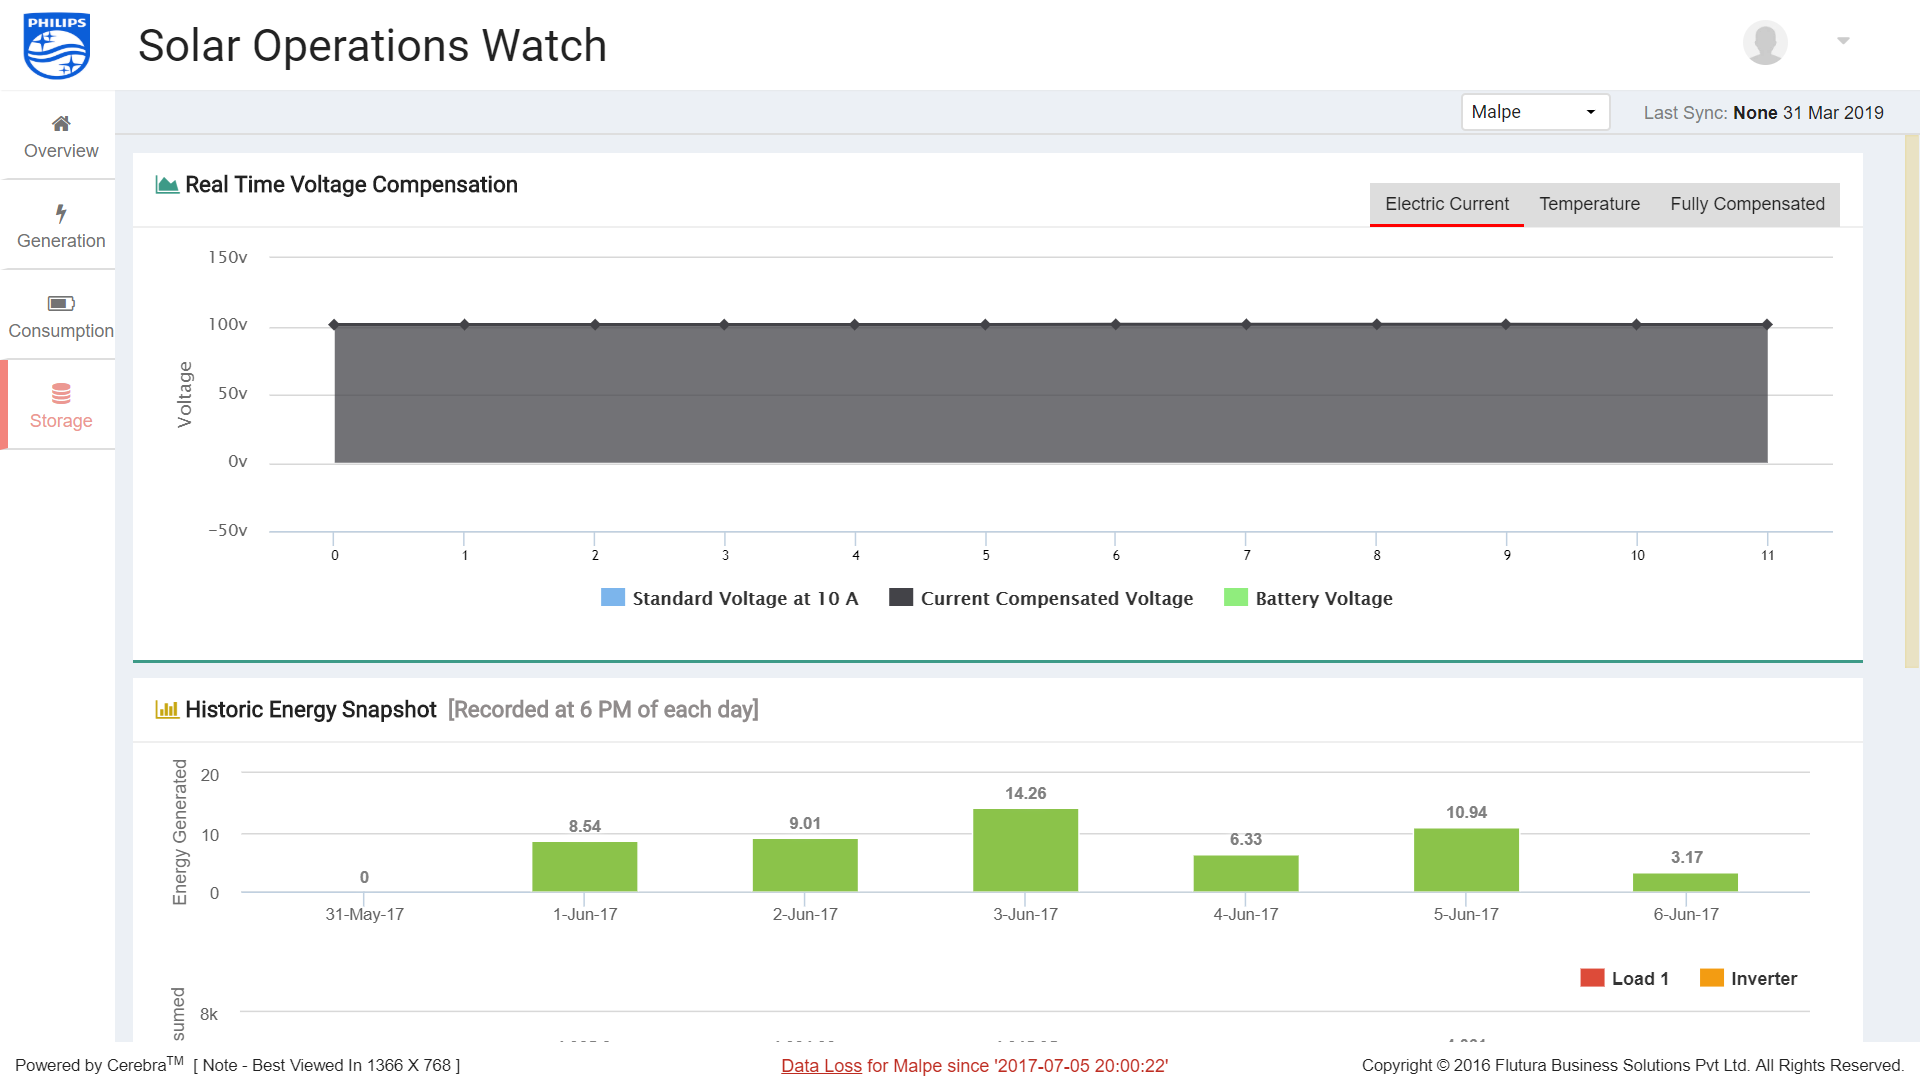 PHILIPS
Solar Operations Watch
Malpe
Last Sync: None 31 Mar 2019
Overview
Generation
Consumption
Storage
Real Time Voltage Compensation
Electric Current Temperature Fully Compensated
150v
100v
50v
0v
-50v
Voltage
0 1 2 3 4 5 6 7 8 9 10 11
Standard Voltage at 10 A Current Compensated Voltage Battery Voltage
Historic Energy Snapshot [Recorded at 6 PM of each day]
Energy Generated
20
10
0
0 8.54 9.01 14.26 6.33 10.94 3.17
31-May-17 1-Jun-17 2-Jun-17 3-Jun-17 4-Jun-17 5-Jun-17 6-Jun-17
Load 1 Inverter
sumed
8k
Powered by Cerebra™ [ Note - Best Viewed In 1366 X 768 ]
Data Loss for Malpe since '2017-07-05 20:00:22'
Copyright © 2016 Flutura Business Solutions Pvt Ltd. All Rights Reserved.